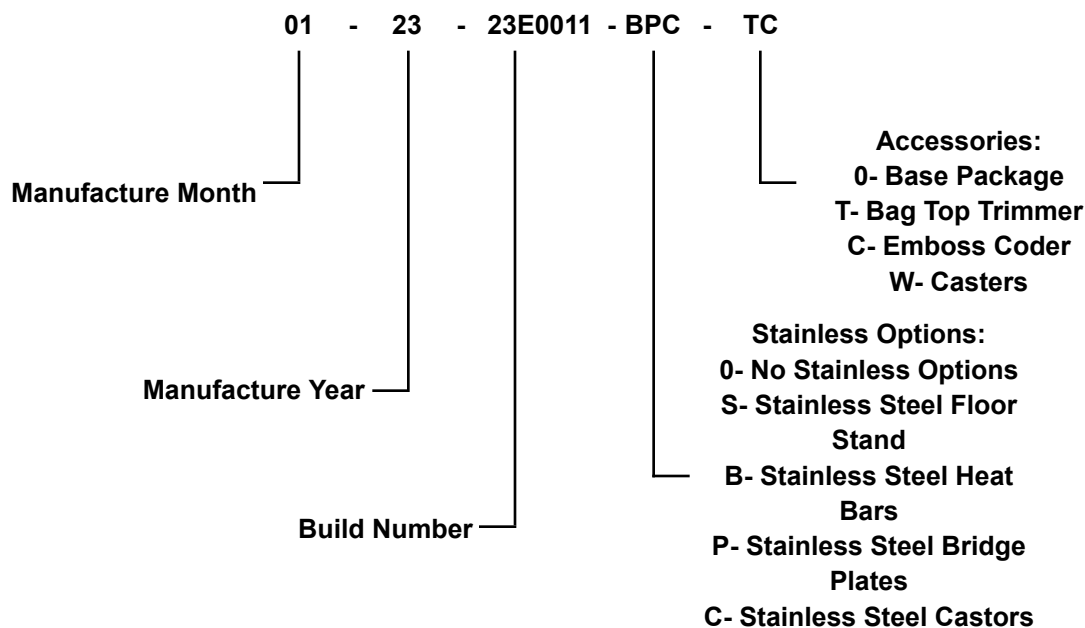 01 - 23 - 23E0011 - BPC - TC
Manufacture Month
Accessories:
0- Base Package
T- Bag Top Trimmer
C- Emboss Coder
W- Casters
Manufacture Year
Stainless Options:
0- No Stainless Options
S- Stainless Steel Floor
Stand
B- Stainless Steel Heat
Bars
P- Stainless Steel Bridge
Plates
C- Stainless Steel Castors
Build Number